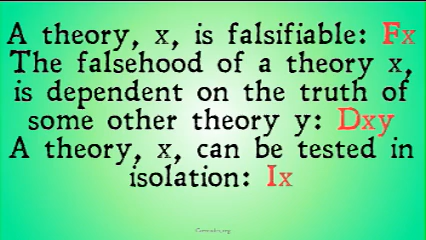 A theory, x, is falsifiable: Fx
The falsehood of a theory x,
is dependent on the truth of
some other theory y: Dxy
A theory, x, can be tested in
isolation: Ix